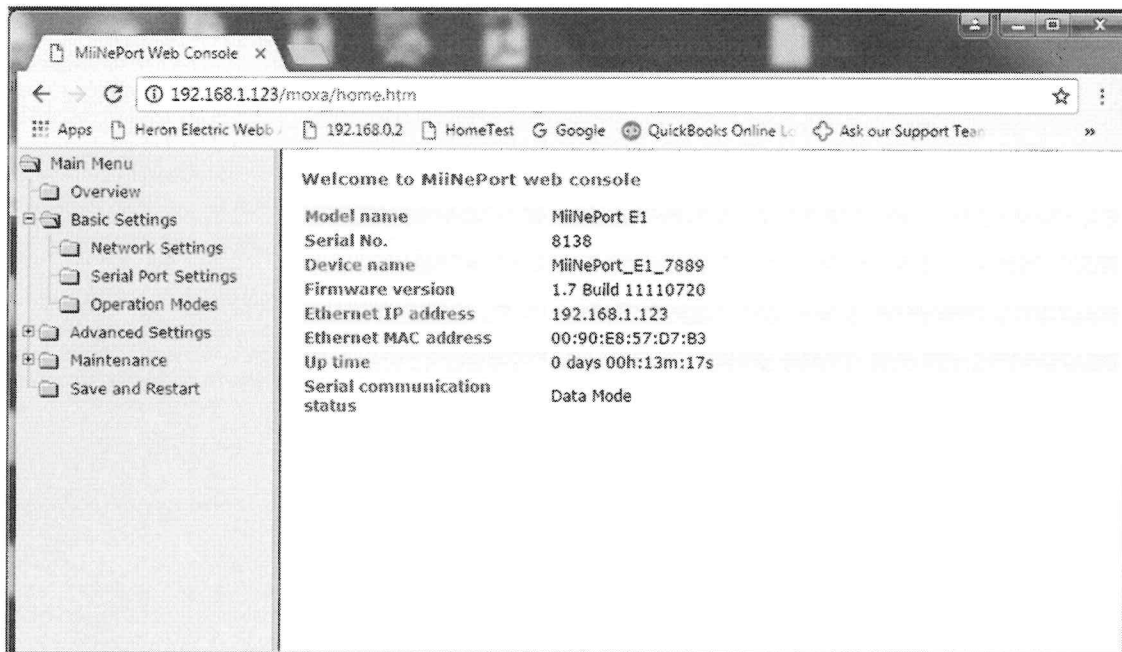 MiiNePort Web Console
192.168.1.123/moxa/home.htm
Apps Heron Electric Webb 192.168.0.2 HomeTest G Google QuickBooks Online Lo Ask our Support Tear »
Main Menu
Overview
Basic Settings
Network Settings
Serial Port Settings
Operation Modes
Advanced Settings
Maintenance
Save and Restart
Welcome to MiiNePort web console
Model name MiiNePort E1
Serial No. 8138
Device name MiiNePort_E1_7889
Firmware version 1.7 Build 11110720
Ethernet IP address 192.168.1.123
Ethernet MAC address 00:90:E8:57:D7:B3
Up time 0 days 00h:13m:17s
Serial communication
status Data Mode